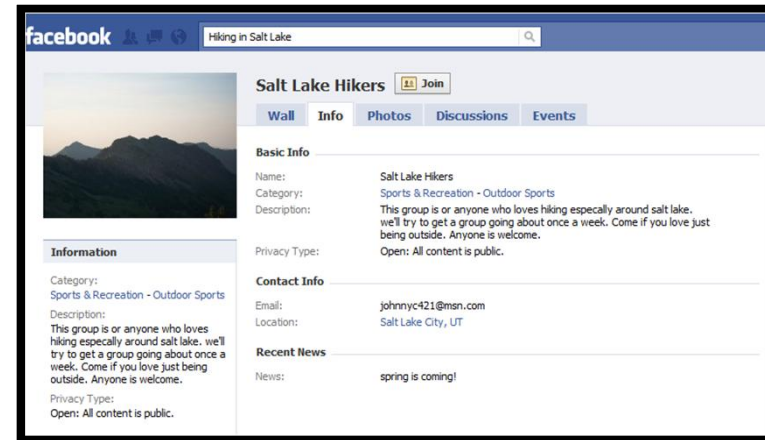 facebook
Hiking in Salt Lake
Salt Lake Hikers Join
Wall Info Photos Discussions Events
Basic Info
Name: Salt Lake Hikers
Category: Sports & Recreation - Outdoor Sports
Description: This group is or anyone who loves hiking especally around salt lake.
we'll try to get a group going about once a week. Come if you love just
being outside. Anyone is welcome.
Privacy Type: Open: All content is public.
Contact Info
Email: johnnyc421@msn.com
Location: Salt Lake City, UT
Recent News
News: spring is coming!
Information
Category:
Sports & Recreation - Outdoor Sports
Description:
This group is or anyone who loves
hiking especally around salt lake. we'll
try to get a group going about once a
week. Come if you love just being
outside. Anyone is welcome.
Privacy Type:
Open: All content is public.